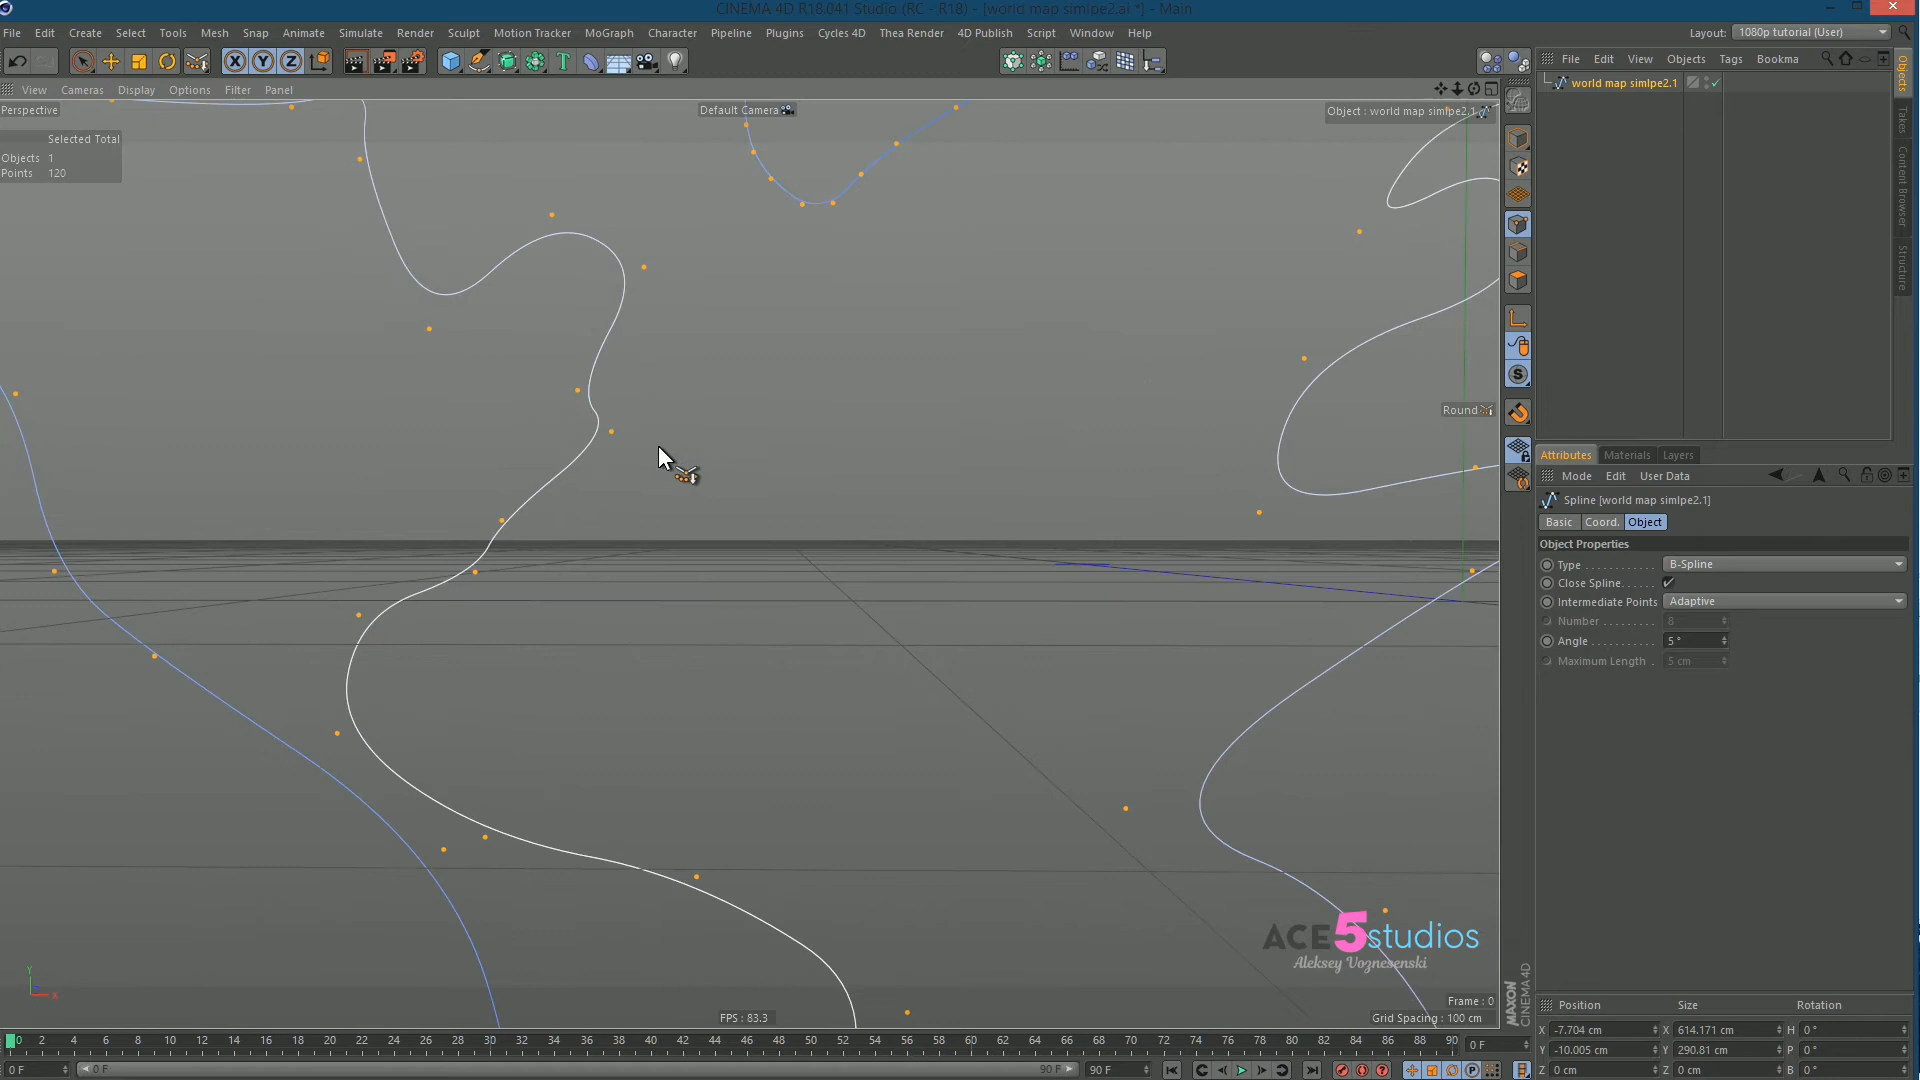 CINEMA 4D R18.041 Studio (RC - R18) - [world map simlpe2.ai *] - Main
File Edit Create Select Tools Mesh Snap Animate Simulate Render Sculpt Motion Tracker MoGraph Character Pipeline Plugins Cycles 4D Thea Render 4D Publish Script Window Help
Layout: 1080p tutorial (User)
X Y Z
View Cameras Display Options Filter Panel
Perspective
Default Camera
Object : world map simlpe2.1
Selected Total
Objects 1
Points 120
Round
ACE5studios
Aleksey Voznesenski
Frame : 0
FPS : 83.3
Grid Spacing : 100 cm
Y
X
File Edit View Objects Tags Bookma
world map simlpe2.1
Objects
Takes
Content Browser
Structure
Attributes Materials Layers
Mode Edit User Data
Spline [world map simlpe2.1]
Basic Coord. Object
Object Properties
Type B-Spline
Close Spline
Intermediate Points Adaptive
Number 8
Angle 5 °
Maximum Length 5 cm
Position Size Rotation
X -7.704 cm X 614.171 cm H 0 °
Y -10.005 cm Y 290.81 cm P 0 °
Z 0 cm Z 0 cm B 0 °
MAXON
CINEMA 4D
0 2 4 6 8 10 12 14 16 18 20 22 24 26 28 30 32 34 36 38 40 42 44 46 48 50 52 54 56 58 60 62 64 66 68 70 72 74 76 78 80 82 84 86 88 90 0 F
0 F 0 F 90 F 90 F